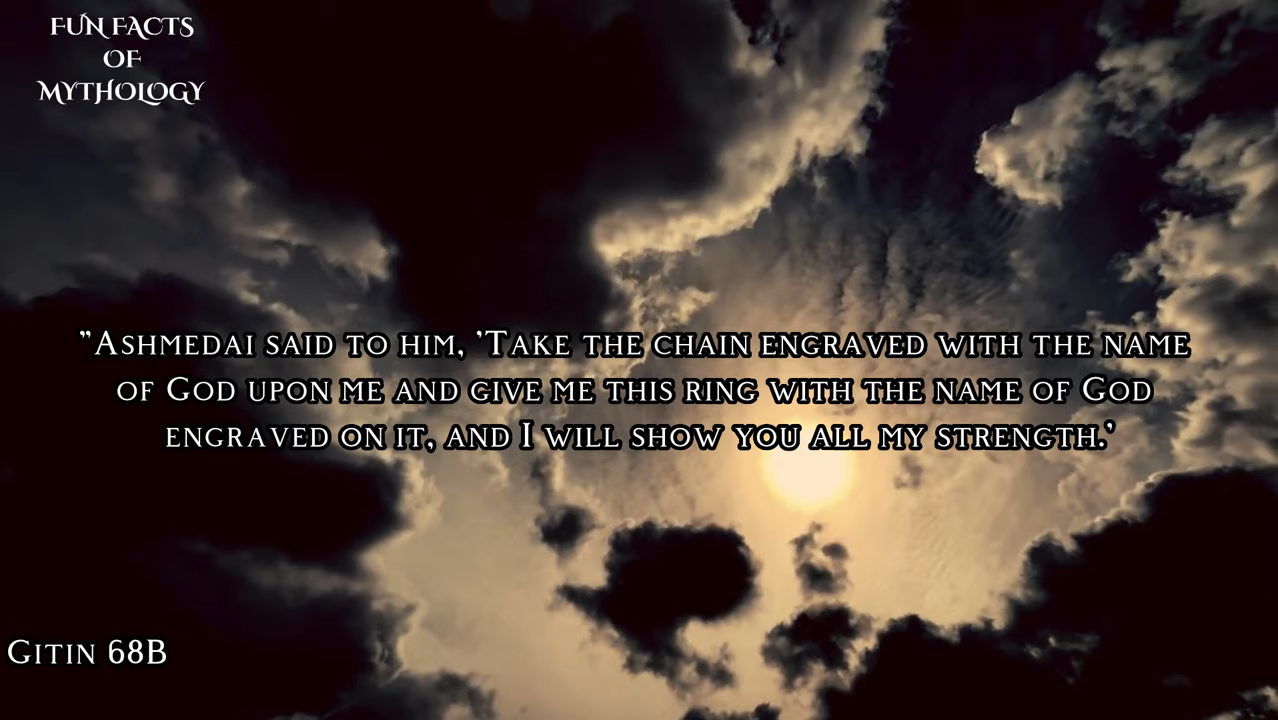 FUN FACTS
OF
MYTHOLOGY
"Ashmedai said to him, 'Take the chain engraved with the name
of God upon me and give me this ring with the name of God
engraved on it, and I will show you all my strength.'
Gitin 68B